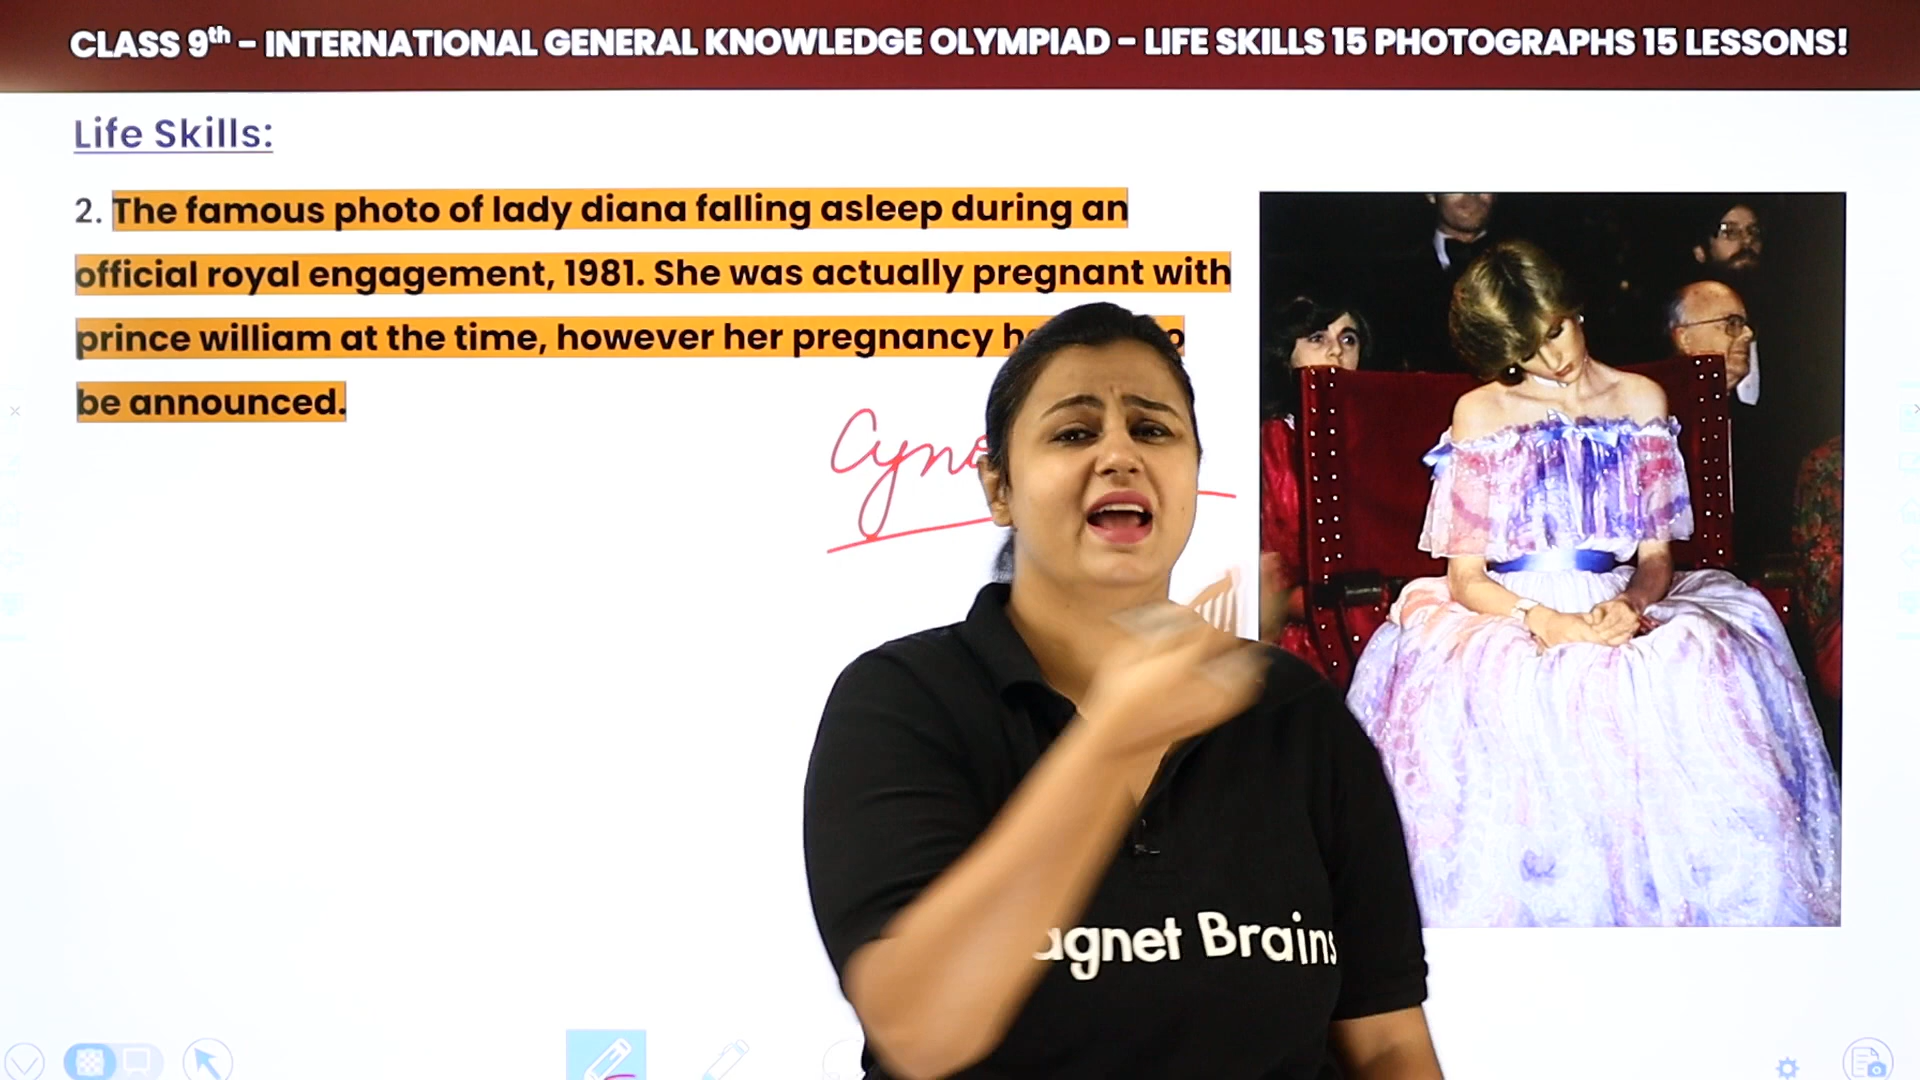 CLASS 9th - INTERNATIONAL GENERAL KNOWLEDGE OLYMPIAD - LIFE SKILLS 15 PHOTOGRAPHS 15 LESSONS!
Life Skills:
2. The famous photo of lady diana falling asleep during an
official royal engagement, 1981. She was actually pregnant with
prince william at the time, however her pregnancy
be announced.
agnet Brains